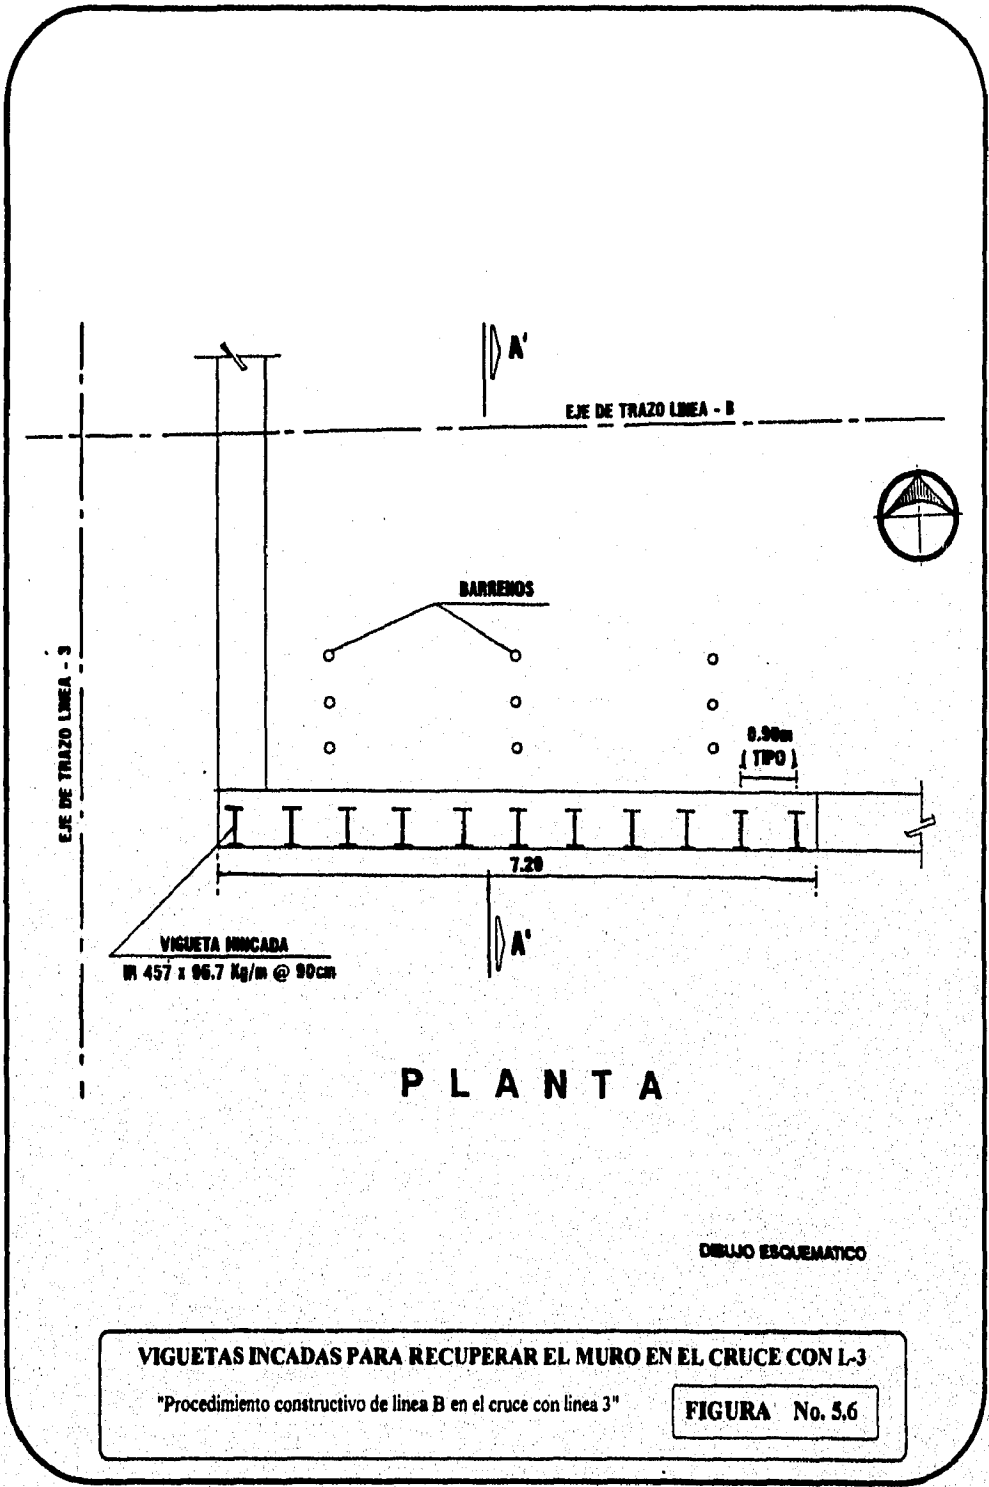 A'
EJE DE TRAZO LINEA - B
BARRENOS
EJE DE TRAZO LINEA - 3
0.90m
( TIPO )
7.20
A'
VIGUETA HINCADA
IR 457 x 96.7 Kg/m @ 90cm
PLANTA
DIBUJO ESQUEMATICO
VIGUETAS INCADAS PARA RECUPERAR EL MURO EN EL CRUCE CON L-3
"Procedimiento constructivo de linea B en el cruce con linea 3"
FIGURA No. 5.6